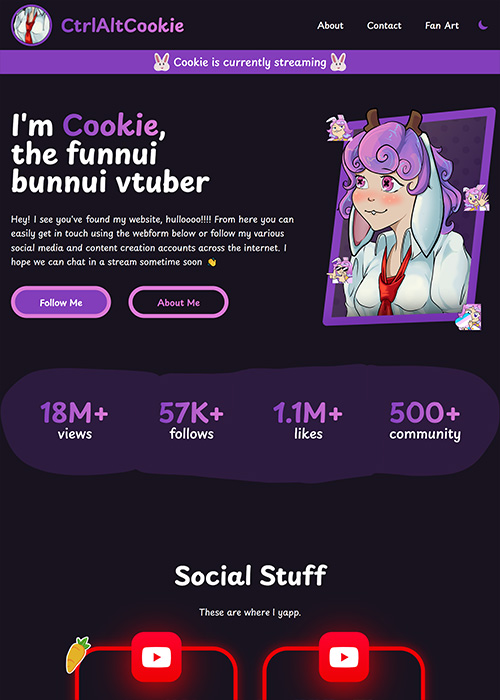 CtrlAltCookie
About
Contact
Fan Art
Cookie is currently streaming
I'm Cookie,
the funnui
bunnui vtuber
Hey! I see you've found my website, hulloooo!!!! From here you can
easily get in touch using the webform below or follow my various
social media and content creation accounts across the internet. I
hope we can chat in a stream sometime soon 👋
Follow Me
About Me
18M+
views
57K+
follows
1.1M+
likes
500+
community
Social Stuff
These are where I yapp.